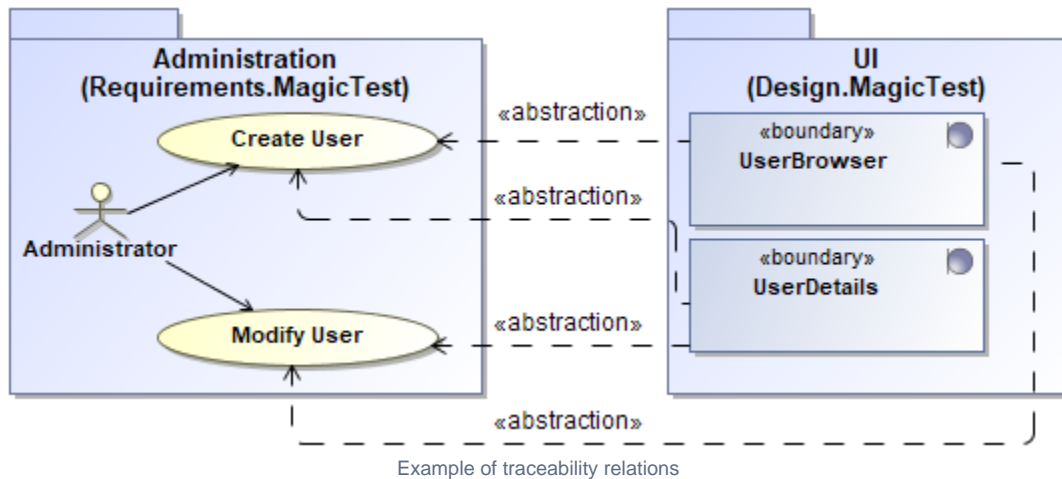 Administration
(Requirements.MagicTest)
Create User
Administrator
Modify User
«abstraction»
«abstraction»
«abstraction»
«abstraction»
UI
(Design.MagicTest)
«boundary»
UserBrowser
«boundary»
UserDetails
Example of traceability relations